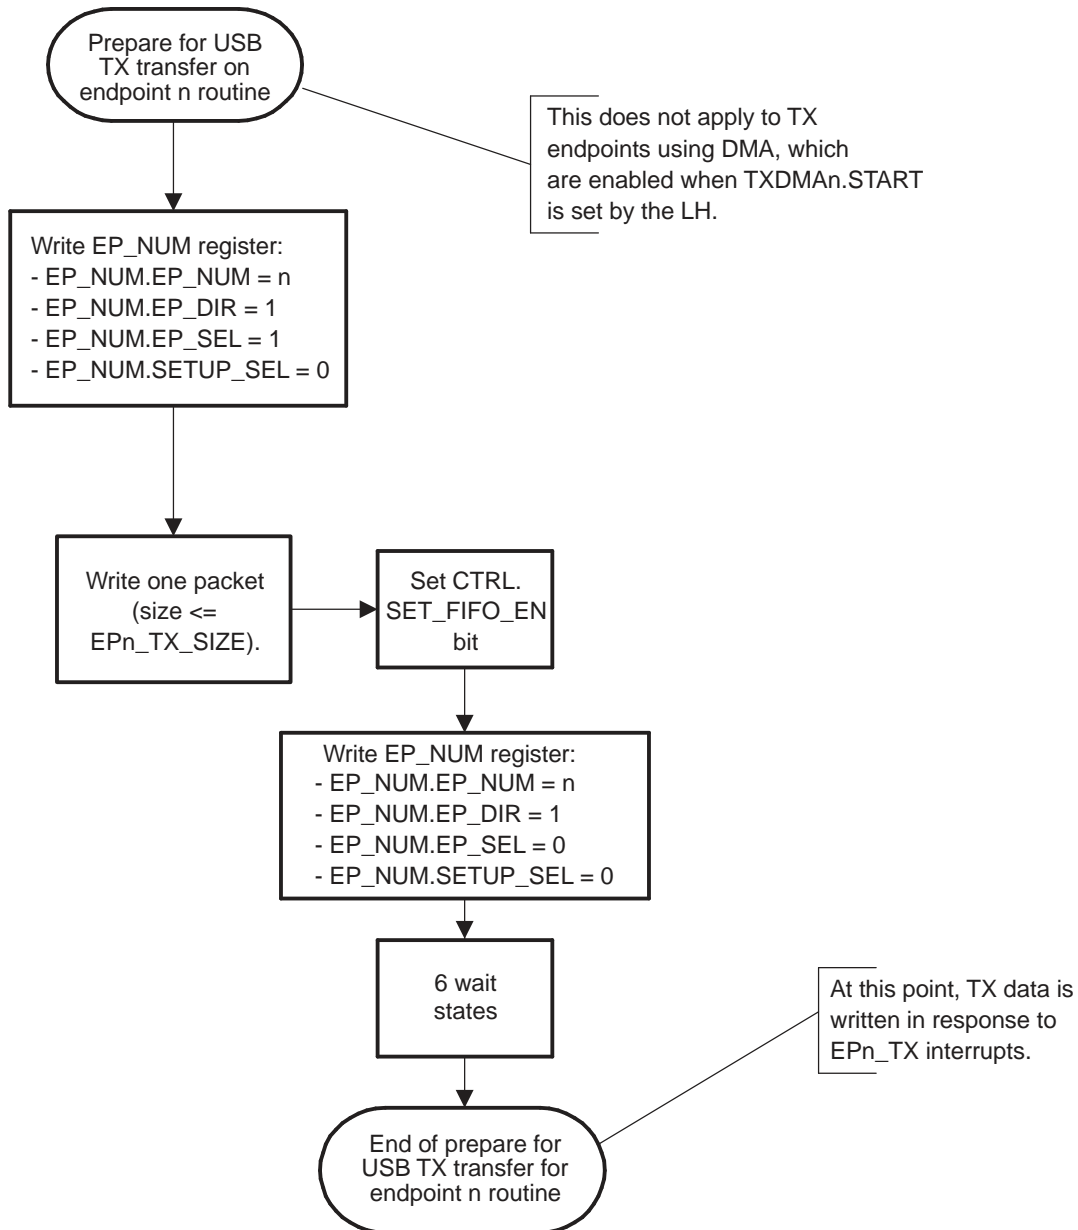 Prepare for USB
TX transfer on
endpoint n routine
This does not apply to TX
endpoints using DMA, which
are enabled when TXDMAn.START
is set by the LH.
Write EP_NUM register:
- EP_NUM.EP_NUM = n
- EP_NUM.EP_DIR = 1
- EP_NUM.EP_SEL = 1
- EP_NUM.SETUP_SEL = 0
Write one packet
(size <=
EPn_TX_SIZE).
Set CTRL.
SET_FIFO_EN
bit
Write EP_NUM register:
- EP_NUM.EP_NUM = n
- EP_NUM.EP_DIR = 1
- EP_NUM.EP_SEL = 0
- EP_NUM.SETUP_SEL = 0
6 wait
states
At this point, TX data is
written in response to
EPn_TX interrupts.
End of prepare for
USB TX transfer for
endpoint n routine